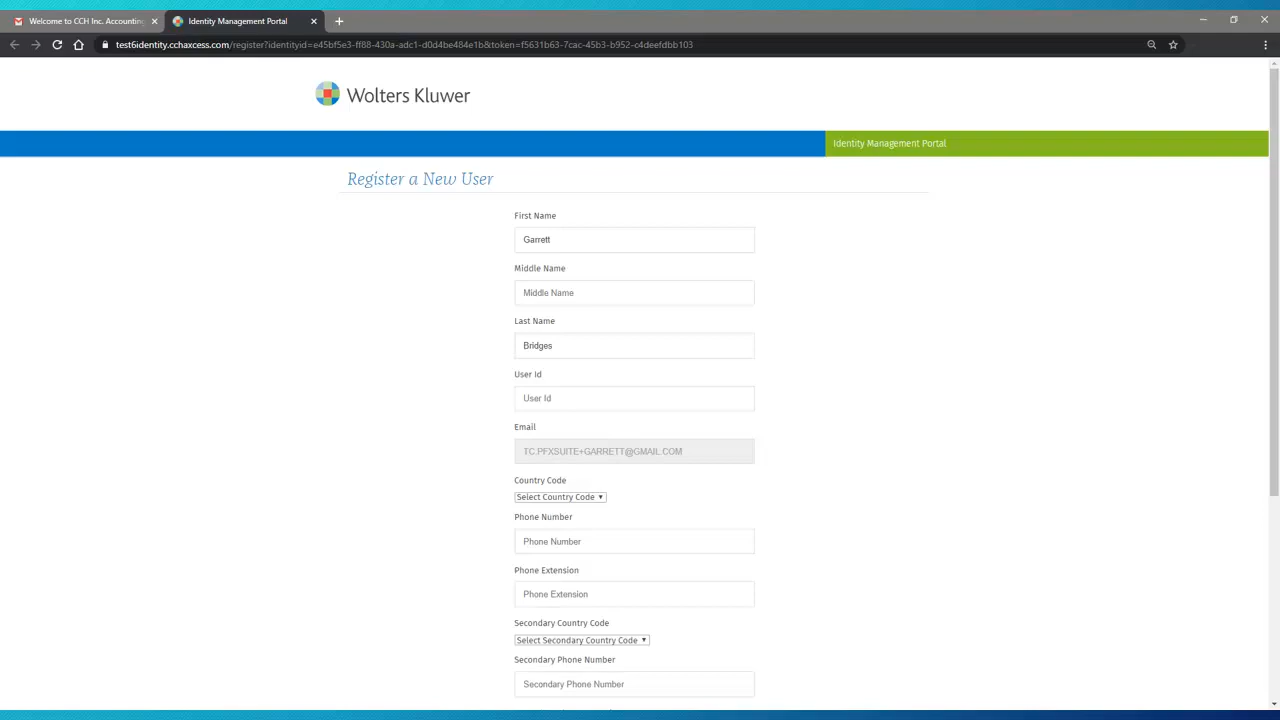 Welcome to CCH Inc. Accounting
Identity Management Portal
test6identity.cchaxcess.com/register?identityid=e45bf5e3-ff88-430a-adc1-d0d4be484e1b&token=f5631b63-7cac-45b3-b952-c4deefdbb103
Wolters Kluwer
Identity Management Portal
Register a New User
First Name
Garrett
Middle Name
Middle Name
Last Name
Bridges
User Id
User Id
Email
TC.PFXSUITE+GARRETT@GMAIL.COM
Country Code
Select Country Code
Phone Number
Phone Number
Phone Extension
Phone Extension
Secondary Country Code
Select Secondary Country Code
Secondary Phone Number
Secondary Phone Number